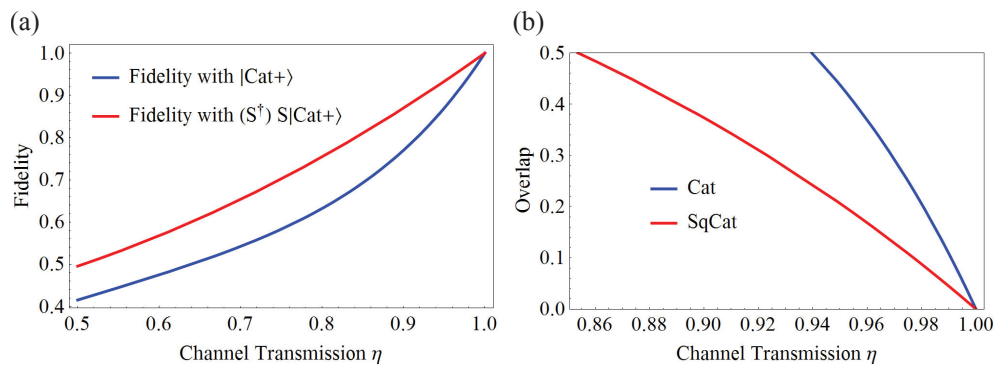 (a)
1.0
0.9
0.8
0.7
0.6
0.5
0.4
Fidelity
Fidelity with |Cat+⟩
Fidelity with (S†) S|Cat+⟩
0.5 0.6 0.7 0.8 0.9 1.0
Channel Transmission η
(b)
0.5
0.4
0.3
0.2
0.1
0.0
Overlap
Cat
SqCat
0.86 0.88 0.90 0.92 0.94 0.96 0.98 1.00
Channel Transmission η